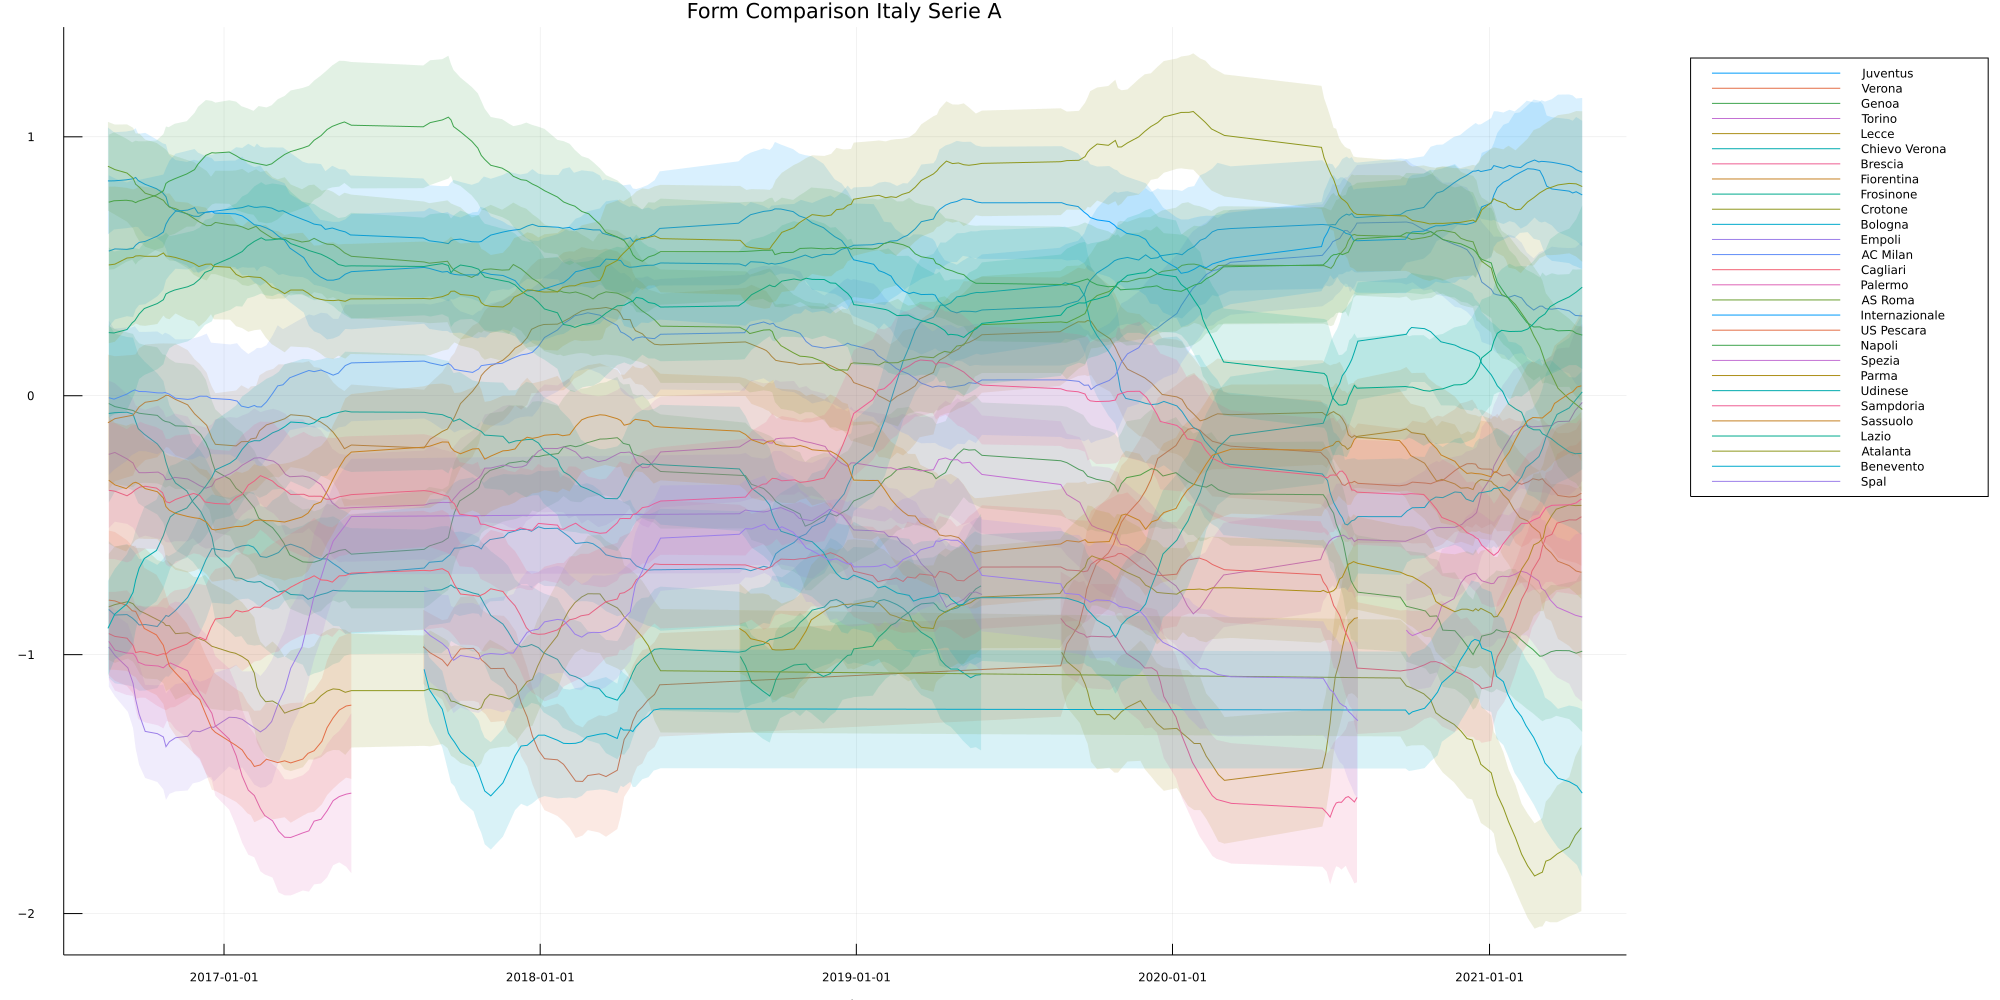 Form Comparison Italy Serie A
1
0
−1
−2
2017-01-01
2018-01-01
2019-01-01
2020-01-01
2021-01-01
Juventus
Verona
Genoa
Torino
Lecce
Chievo Verona
Brescia
Fiorentina
Frosinone
Crotone
Bologna
Empoli
AC Milan
Cagliari
Palermo
AS Roma
Internazionale
US Pescara
Napoli
Spezia
Parma
Udinese
Sampdoria
Sassuolo
Lazio
Atalanta
Benevento
Spal